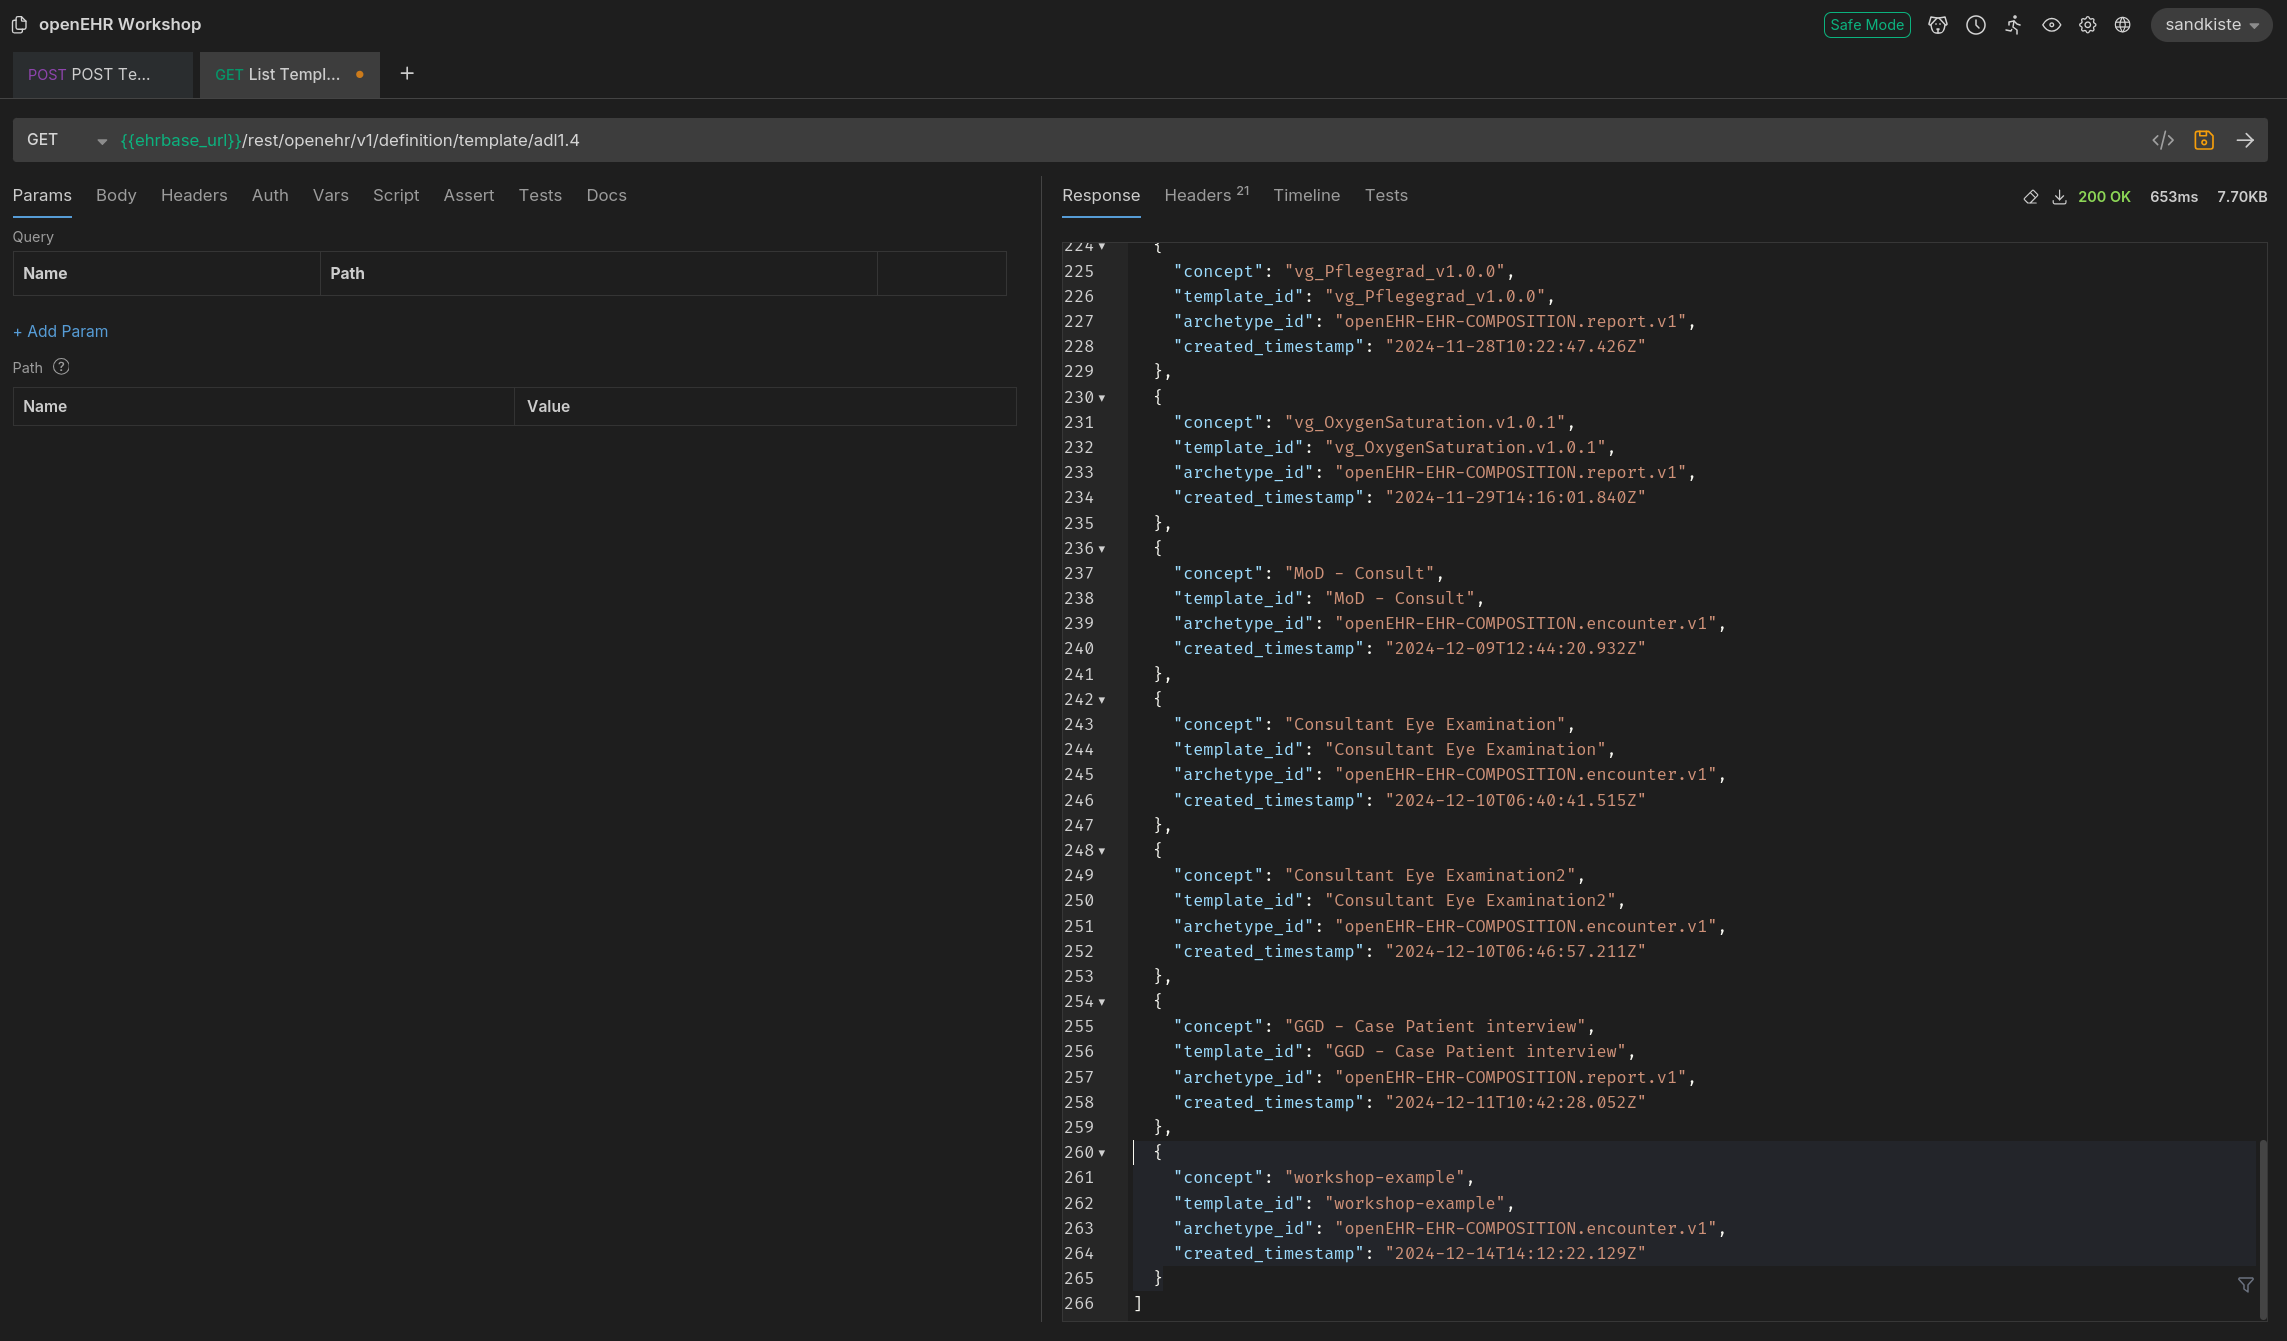 openEHR Workshop
Safe Mode
sandkiste
POST POST Te...
GET List Templ...
+
GET {{ehrbase_url}}/rest/openehr/v1/definition/template/adl1.4
Params Body Headers Auth Vars Script Assert Tests Docs
Query
Name Path
+ Add Param
Path ?
Name Value
Response Headers 21 Timeline Tests
200 OK 653ms 7.70KB
224 {
225 "concept": "vg_Pflegegrad_v1.0.0",
226 "template_id": "vg_Pflegegrad_v1.0.0",
227 "archetype_id": "openEHR-EHR-COMPOSITION.report.v1",
228 "created_timestamp": "2024-11-28T10:22:47.426Z"
229 },
230 {
231 "concept": "vg_OxygenSaturation.v1.0.1",
232 "template_id": "vg_OxygenSaturation.v1.0.1",
233 "archetype_id": "openEHR-EHR-COMPOSITION.report.v1",
234 "created_timestamp": "2024-11-29T14:16:01.840Z"
235 },
236 {
237 "concept": "MoD - Consult",
238 "template_id": "MoD - Consult",
239 "archetype_id": "openEHR-EHR-COMPOSITION.encounter.v1",
240 "created_timestamp": "2024-12-09T12:44:20.932Z"
241 },
242 {
243 "concept": "Consultant Eye Examination",
244 "template_id": "Consultant Eye Examination",
245 "archetype_id": "openEHR-EHR-COMPOSITION.encounter.v1",
246 "created_timestamp": "2024-12-10T06:40:41.515Z"
247 },
248 {
249 "concept": "Consultant Eye Examination2",
250 "template_id": "Consultant Eye Examination2",
251 "archetype_id": "openEHR-EHR-COMPOSITION.encounter.v1",
252 "created_timestamp": "2024-12-10T06:46:57.211Z"
253 },
254 {
255 "concept": "GGD - Case Patient interview",
256 "template_id": "GGD - Case Patient interview",
257 "archetype_id": "openEHR-EHR-COMPOSITION.report.v1",
258 "created_timestamp": "2024-12-11T10:42:28.052Z"
259 },
260 {
261 "concept": "workshop-example",
262 "template_id": "workshop-example",
263 "archetype_id": "openEHR-EHR-COMPOSITION.encounter.v1",
264 "created_timestamp": "2024-12-14T14:12:22.129Z"
265 }
266 ]